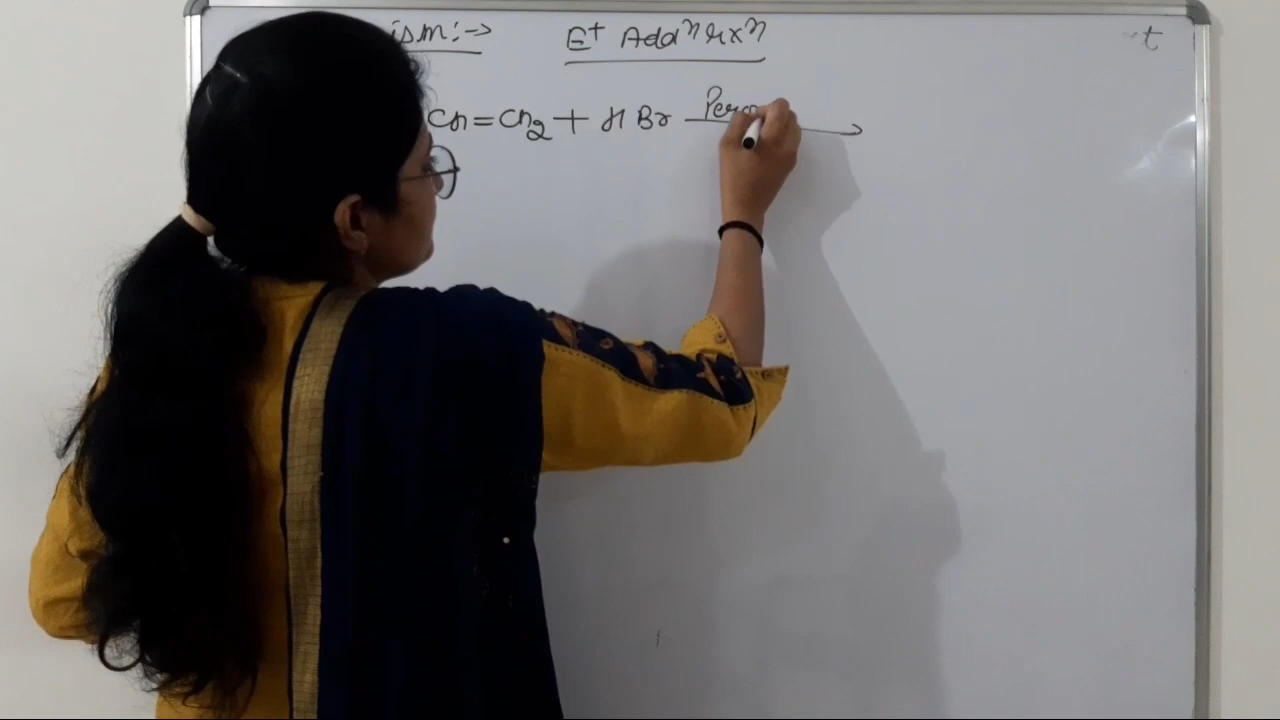 ism:→ E⁺ Addⁿ rxⁿ
CH=CH₂ + HBr Pero →
t